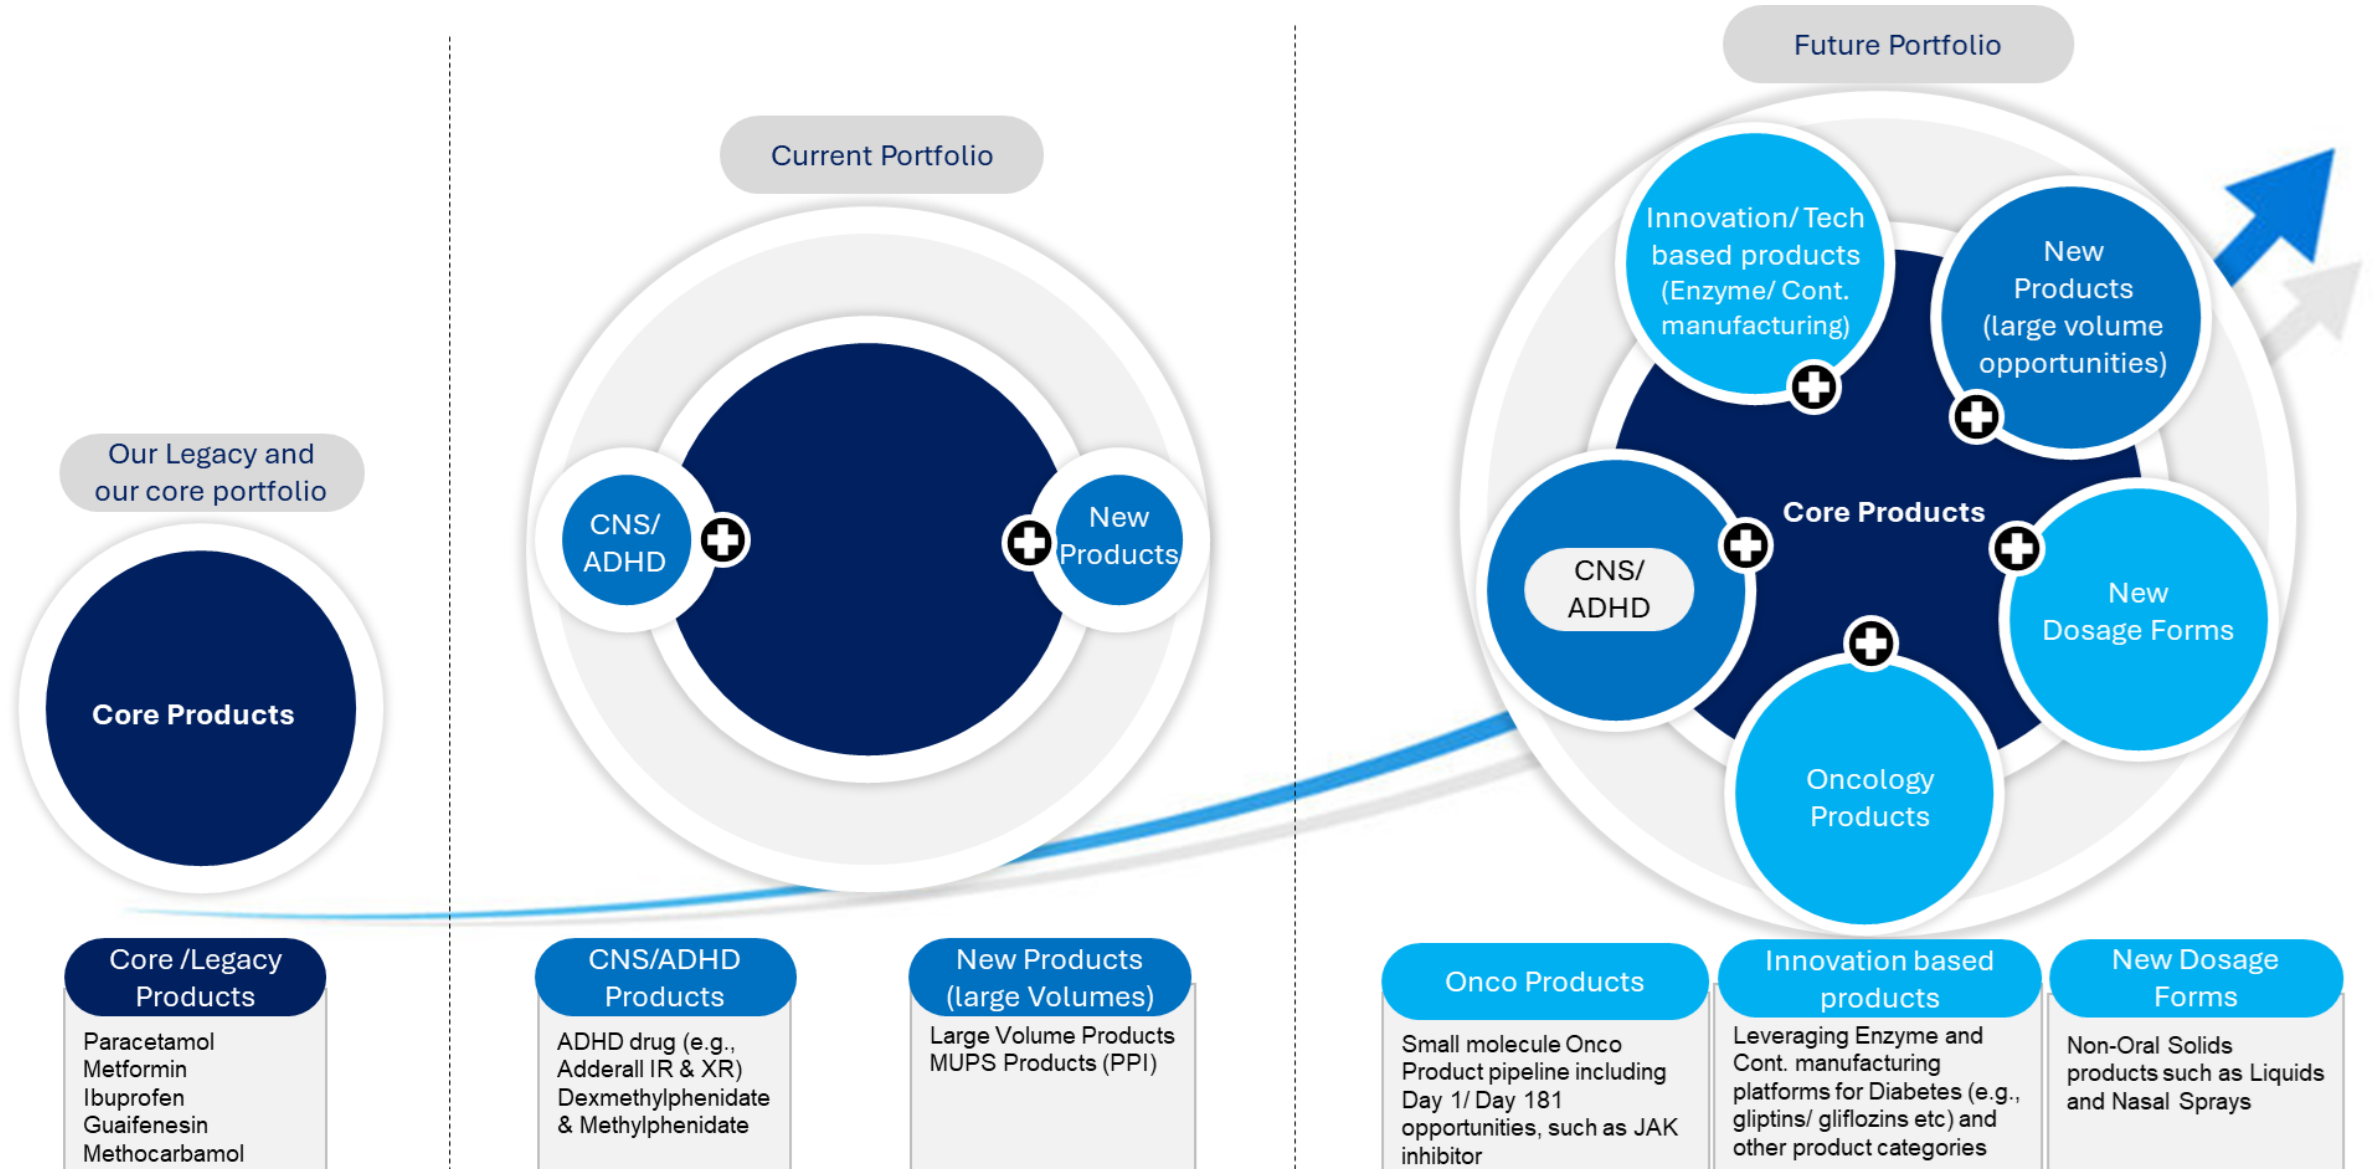 Our Legacy and
our core portfolio
Core Products
Current Portfolio
CNS/
ADHD
New
Products
Future Portfolio
Innovation/ Tech
based products
(Enzyme/ Cont.
manufacturing)
New
Products
(large volume
opportunities)
Core Products
CNS/
ADHD
New
Dosage Forms
Oncology
Products
Core /Legacy
Products
Paracetamol
Metformin
Ibuprofen
Guaifenesin
Methocarbamol
CNS/ADHD
Products
ADHD drug (e.g.,
Adderall IR & XR)
Dexmethylphenidate
& Methylphenidate
New Products
(large Volumes)
Large Volume Products
MUPS Products (PPI)
Onco Products
Small molecule Onco
Product pipeline including
Day 1/ Day 181
opportunities, such as JAK
inhibitor
Innovation based
products
Leveraging Enzyme and
Cont. manufacturing
platforms for Diabetes (e.g.,
gliptins/ gliflozins etc) and
other product categories
New Dosage
Forms
Non-Oral Solids
products such as Liquids
and Nasal Sprays